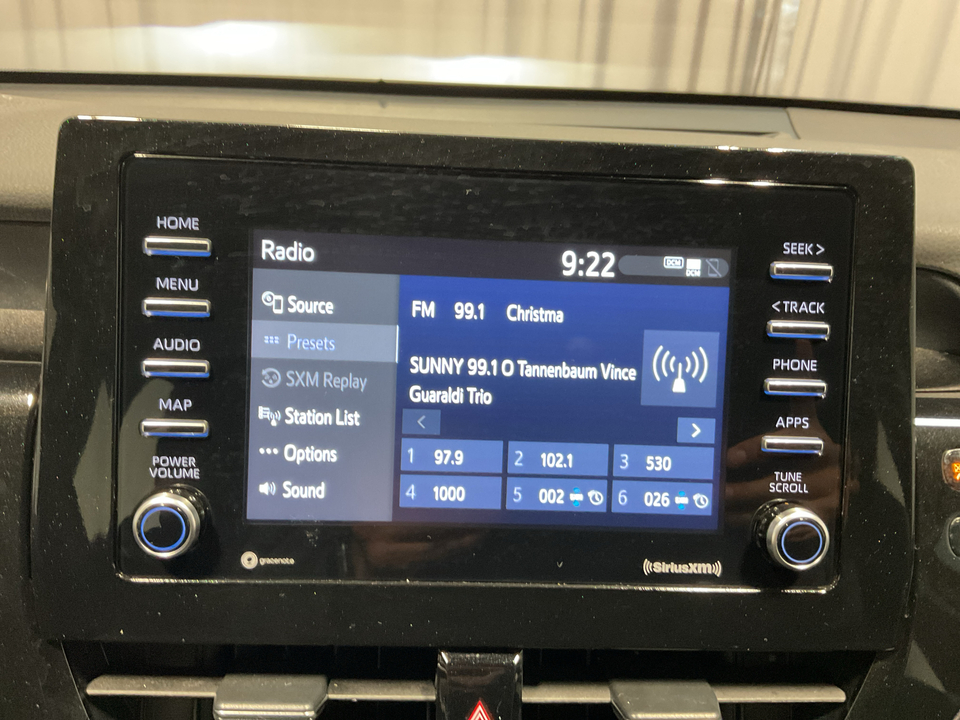 HOME
MENU
AUDIO
MAP
POWER
VOLUME
Radio
9:22
DCM
DCM
Source
Presets
SXM Replay
Station List
Options
Sound
FM 99.1 Christma
SUNNY 99.1 O Tannenbaum Vince
Guaraldi Trio
<
>
1 97.9
2 102.1
3 530
4 1000
5 002
6 026
SEEK >
< TRACK
PHONE
APPS
TUNE
SCROLL
gracenote
((SiriusXM))